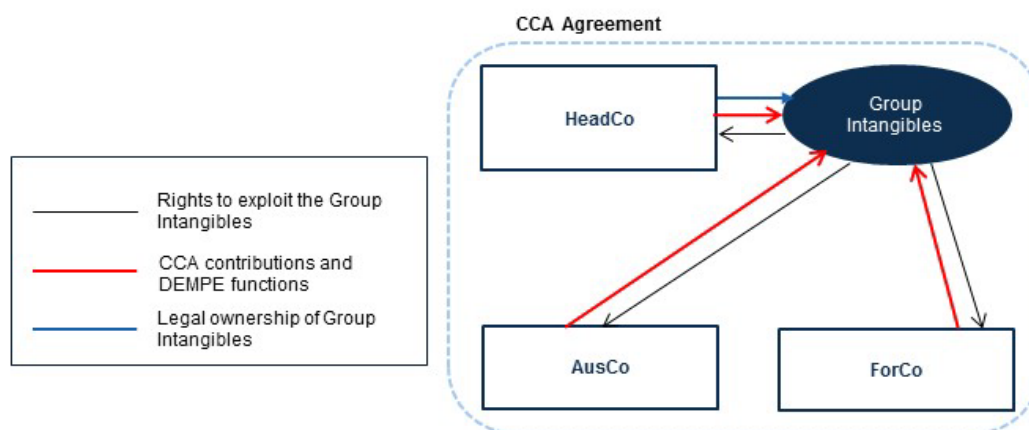 CCA Agreement
HeadCo
Group
Intangibles
Rights to exploit the Group
Intangibles
CCA contributions and
DEMPE functions
Legal ownership of Group
Intangibles
AusCo
ForCo